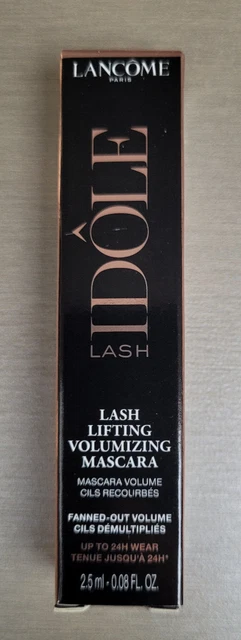 LANCÔME
PARIS
IDÔLE
LASH
LASH
LIFTING
VOLUMIZING
MASCARA
MASCARA VOLUME
CILS RECOURBÉS
FANNED-OUT VOLUME
CILS DÉMULTIPLIÉS
UP TO 24H WEAR
TENUE JUSQU'À 24H*
2.5 ml - 0.08 FL. OZ.